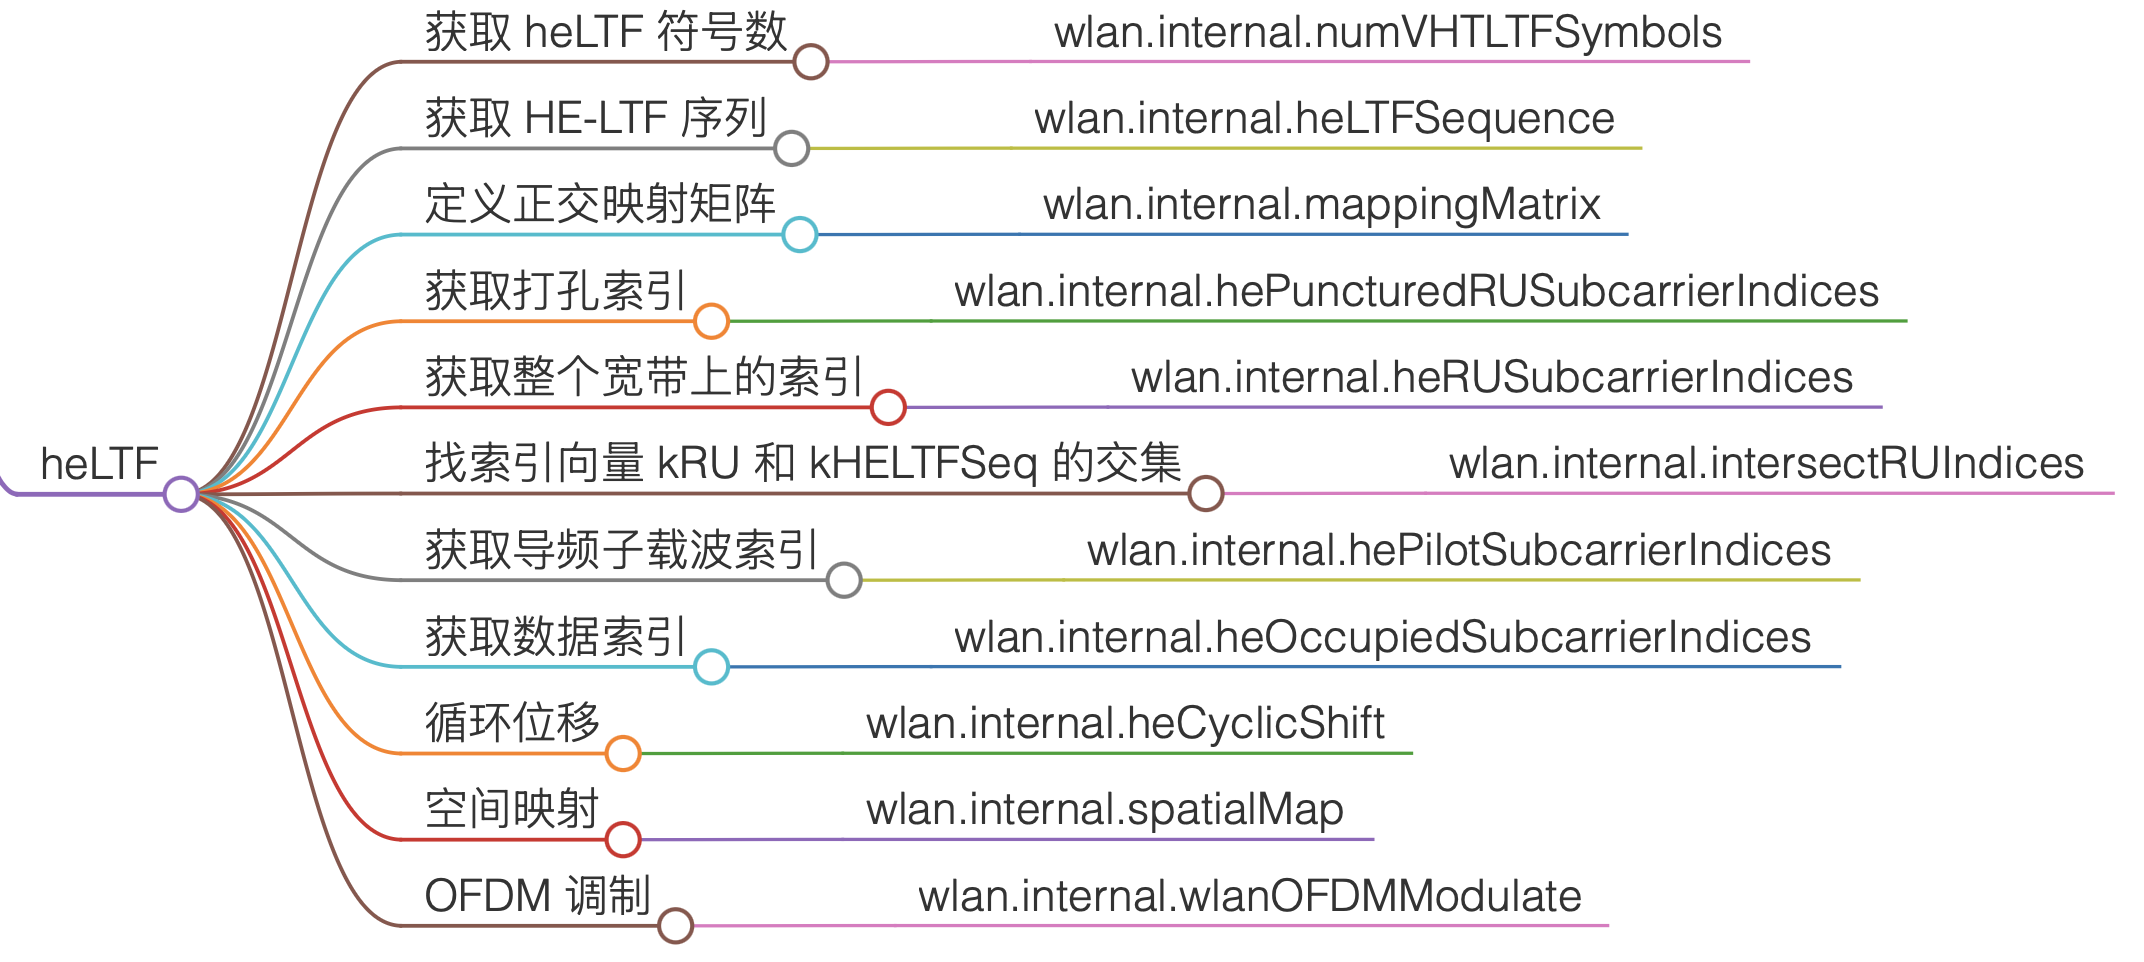 获取 heLTF 符号数 wlan.internal.numVHTLTFSymbols
获取 HE-LTF 序列 wlan.internal.heLTFSequence
定义正交映射矩阵 wlan.internal.mappingMatrix
获取打孔索引 wlan.internal.hePuncturedRUSubcarrierIndices
获取整个宽带上的索引 wlan.internal.heRUSubcarrierIndices
heLTF
找索引向量 kRU 和 kHELTFSeq 的交集 wlan.internal.intersectRUIndices
获取导频子载波索引 wlan.internal.hePilotSubcarrierIndices
获取数据索引 wlan.internal.heOccupiedSubcarrierIndices
循环位移 wlan.internal.heCyclicShift
空间映射 wlan.internal.spatialMap
OFDM 调制 wlan.internal.wlanOFDMModulate